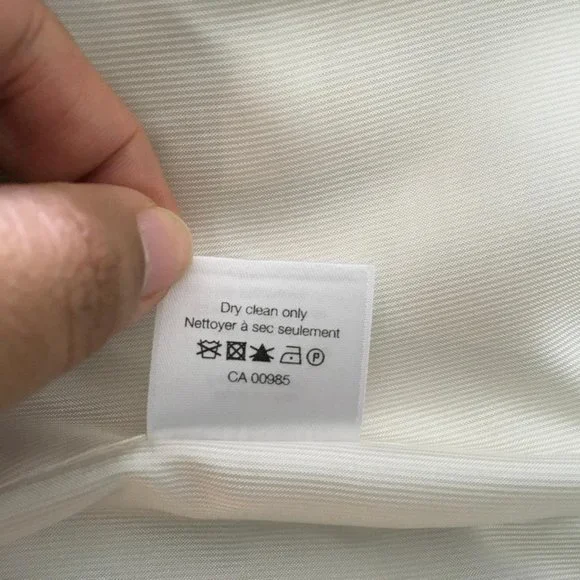 Dry clean only
Nettoyer à sec seulement
P
CA 00985